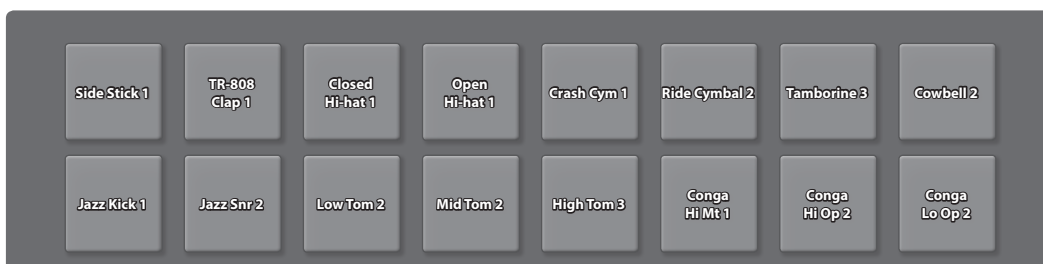 Side Stick 1
TR-808
Clap 1
Closed
Hi-hat 1
Open
Hi-hat 1
Crash Cym 1
Ride Cymbal 2
Tamborine 3
Cowbell 2
Jazz Kick 1
Jazz Snr 2
Low Tom 2
Mid Tom 2
High Tom 3
Conga
Hi Mt 1
Conga
Hi Op 2
Conga
Lo Op 2